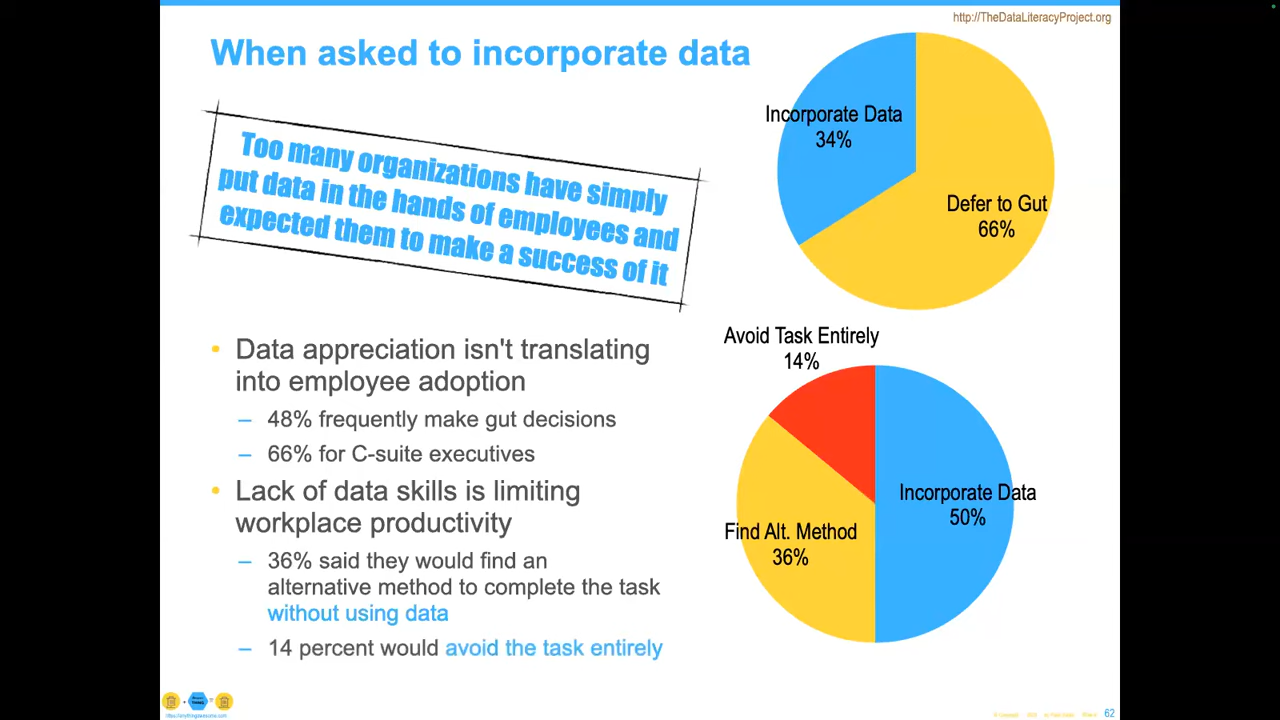 http://TheDataLiteracyProject.org
When asked to incorporate data
Too many organizations have simply
put data in the hands of employees and
expected them to make a success of it
• Data appreciation isn't translating
into employee adoption
– 48% frequently make gut decisions
– 66% for C-suite executives
• Lack of data skills is limiting
workplace productivity
– 36% said they would find an
alternative method to complete the task
without using data
– 14 percent would avoid the task entirely
Incorporate Data
34%
Defer to Gut
66%
Avoid Task Entirely
14%
Incorporate Data
50%
Find Alt. Method
36%
62